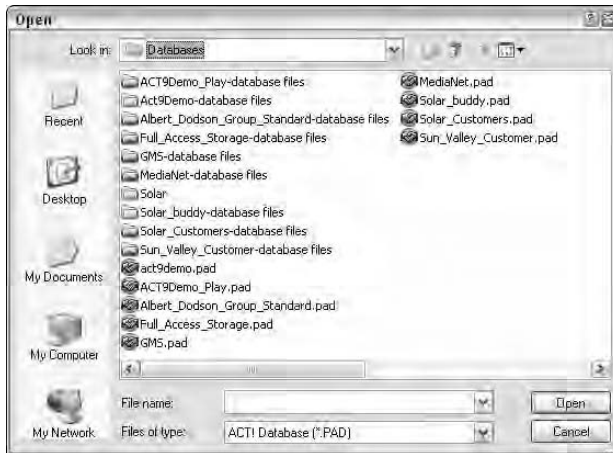 Open
Look in: Databases
Recent
Desktop
My Documents
My Computer
My Network
ACT9Demo_Play-database files
Act9Demo-database files
Albert_Dodson_Group_Standard-database files
Full_Access_Storage-database files
GMS-database files
MediaNet-database files
Solar
Solar_buddy-database files
Solar_Customers-database files
Sun_Valley_Customer-database files
act9demo.pad
ACT9Demo_Play.pad
Albert_Dodson_Group_Standard.pad
Full_Access_Storage.pad
GMS.pad
MediaNet.pad
Solar_buddy.pad
Solar_Customers.pad
Sun_Valley_Customer.pad
File name:
Open
Files of type: ACT! Database (*.PAD)
Cancel